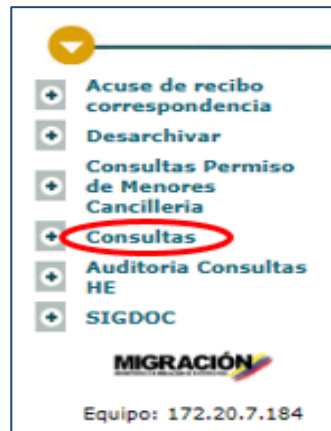 Acuse de recibo
correspondencia
Desarchivar
Consultas Permiso
de Menores
Cancilleria
Consultas
Auditoria Consultas
HE
SIGDOC
MIGRACIÓN
Equipo: 172.20.7.184